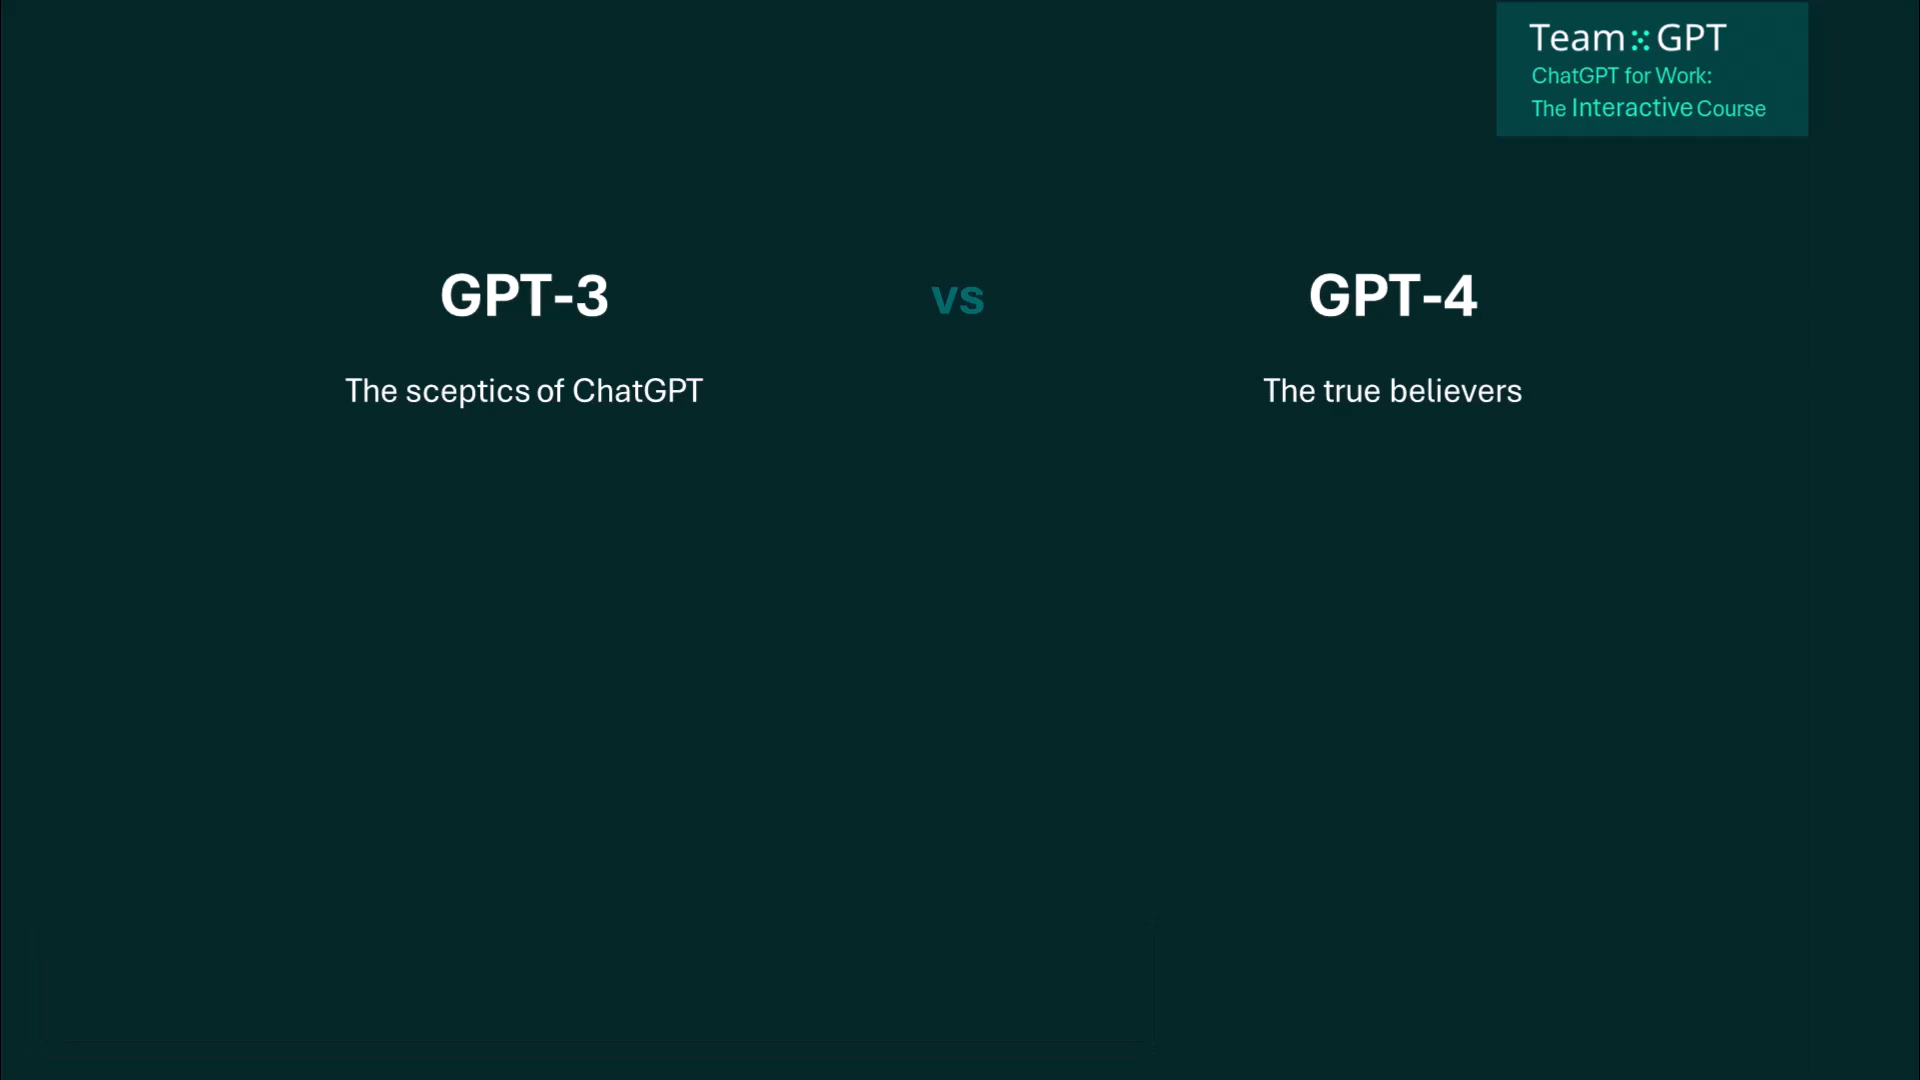 Team GPT
ChatGPT for Work:
The Interactive Course
GPT-3 vs GPT-4
The sceptics of ChatGPT
The true believers